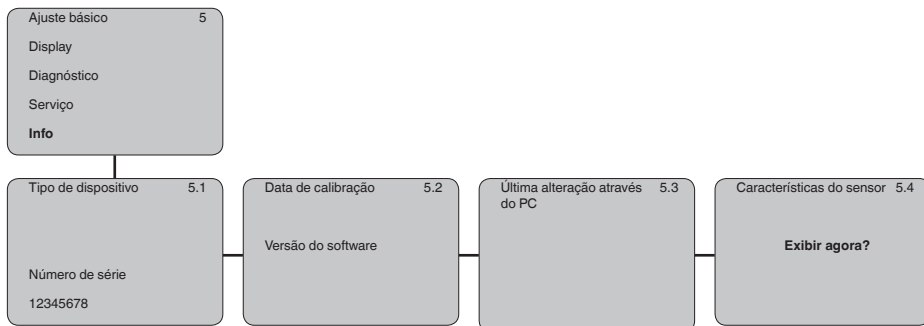 Ajuste básico 5
Display
Diagnóstico
Serviço
Info
Tipo de dispositivo 5.1
Número de série
12345678
Data de calibração 5.2
Versão do software
Última alteração através 5.3
do PC
Características do sensor 5.4
Exibir agora?